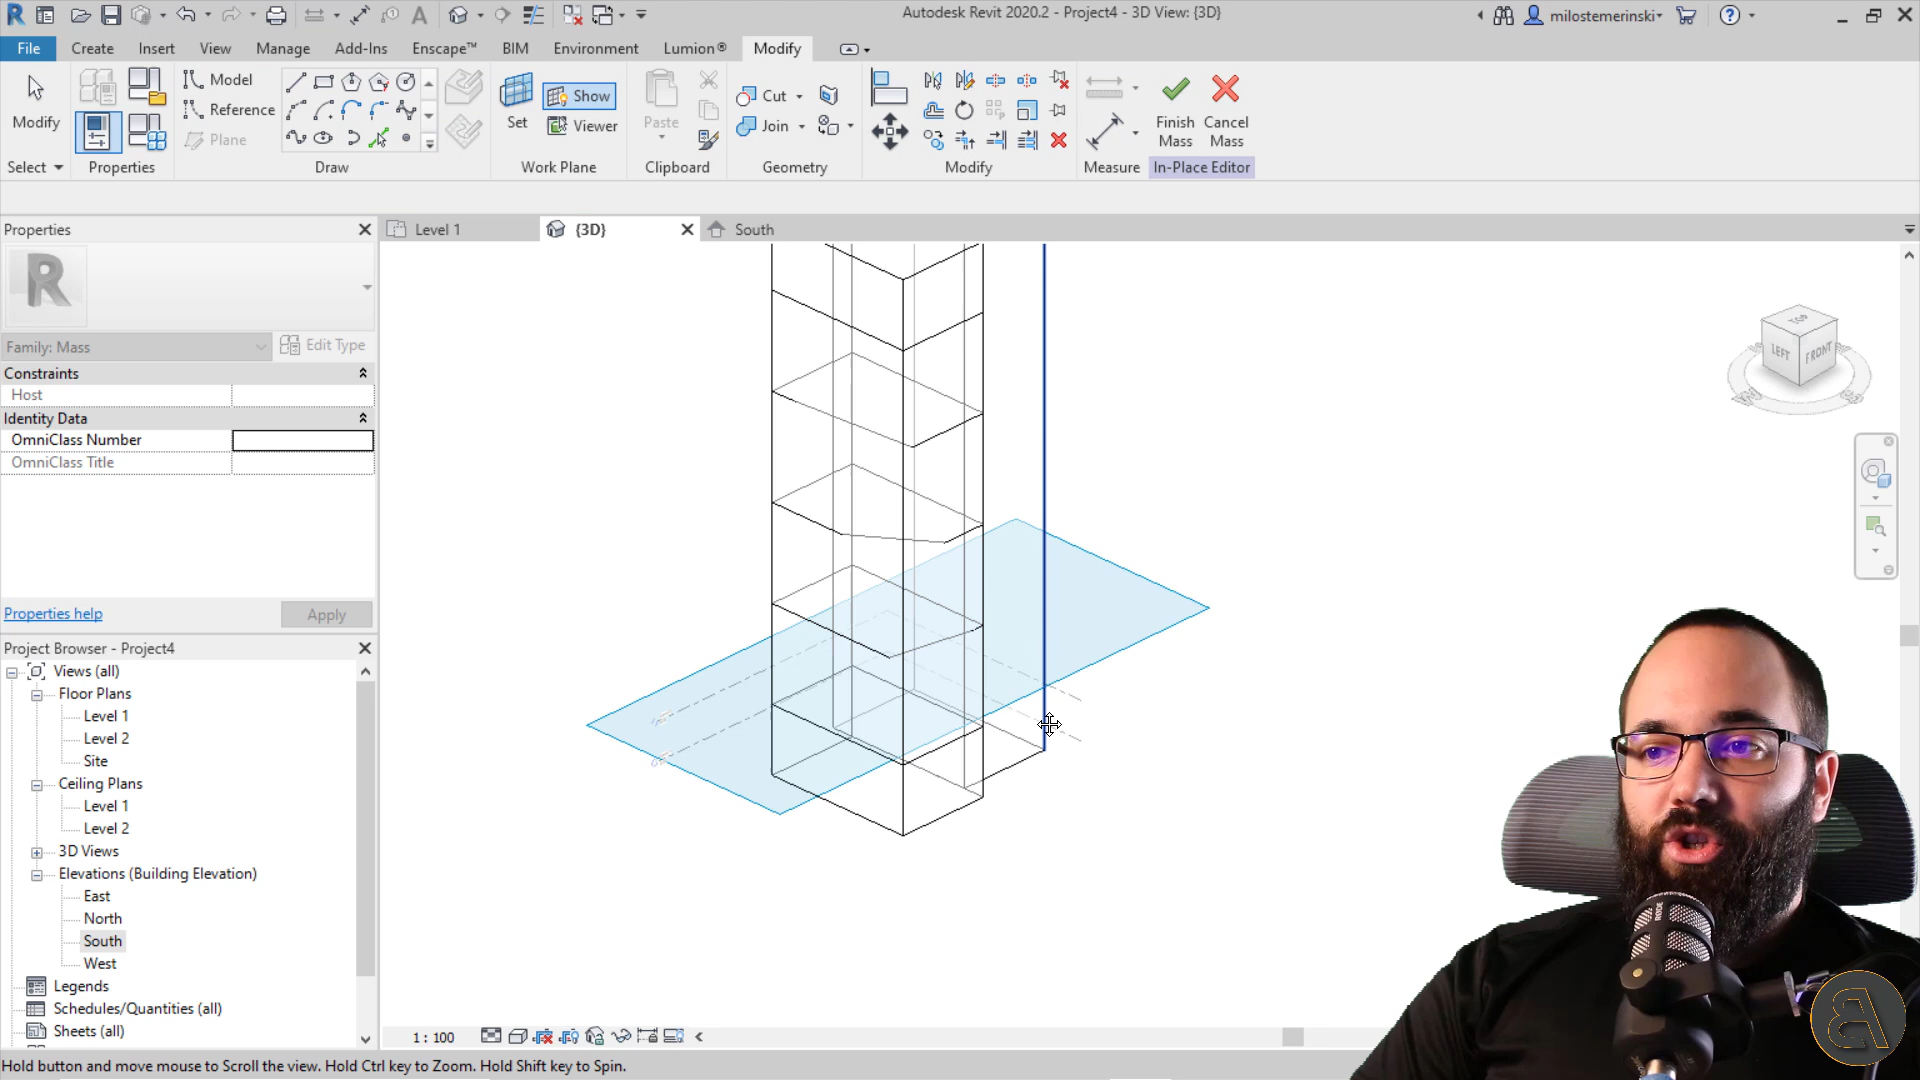 Autodesk Revit 2020.2 - Project4 - 3D View: {3D}
milostemerinski
File Create Insert View Manage Add-Ins Enscape™ BIM Environment Lumion® Modify
Modify
Model
Reference
Plane
Set
Show
Viewer
Paste
Cut
Join
Finish Mass
Cancel Mass
Select Properties Draw Work Plane Clipboard Geometry Modify Measure In-Place Editor
Properties
Level 1
{3D}
South
R
Family: Mass
Edit Type
Constraints
Host
Identity Data
OmniClass Number
OmniClass Title
Properties help
Apply
Project Browser - Project4
Views (all)
Floor Plans
Level 1
Level 2
Site
Ceiling Plans
Level 1
Level 2
3D Views
Elevations (Building Elevation)
East
North
South
West
Legends
Schedules/Quantities (all)
Sheets (all)
TOP
LEFT
FRONT
RODE
1 : 100
Hold button and move mouse to Scroll the view. Hold Ctrl key to Zoom. Hold Shift key to Spin.